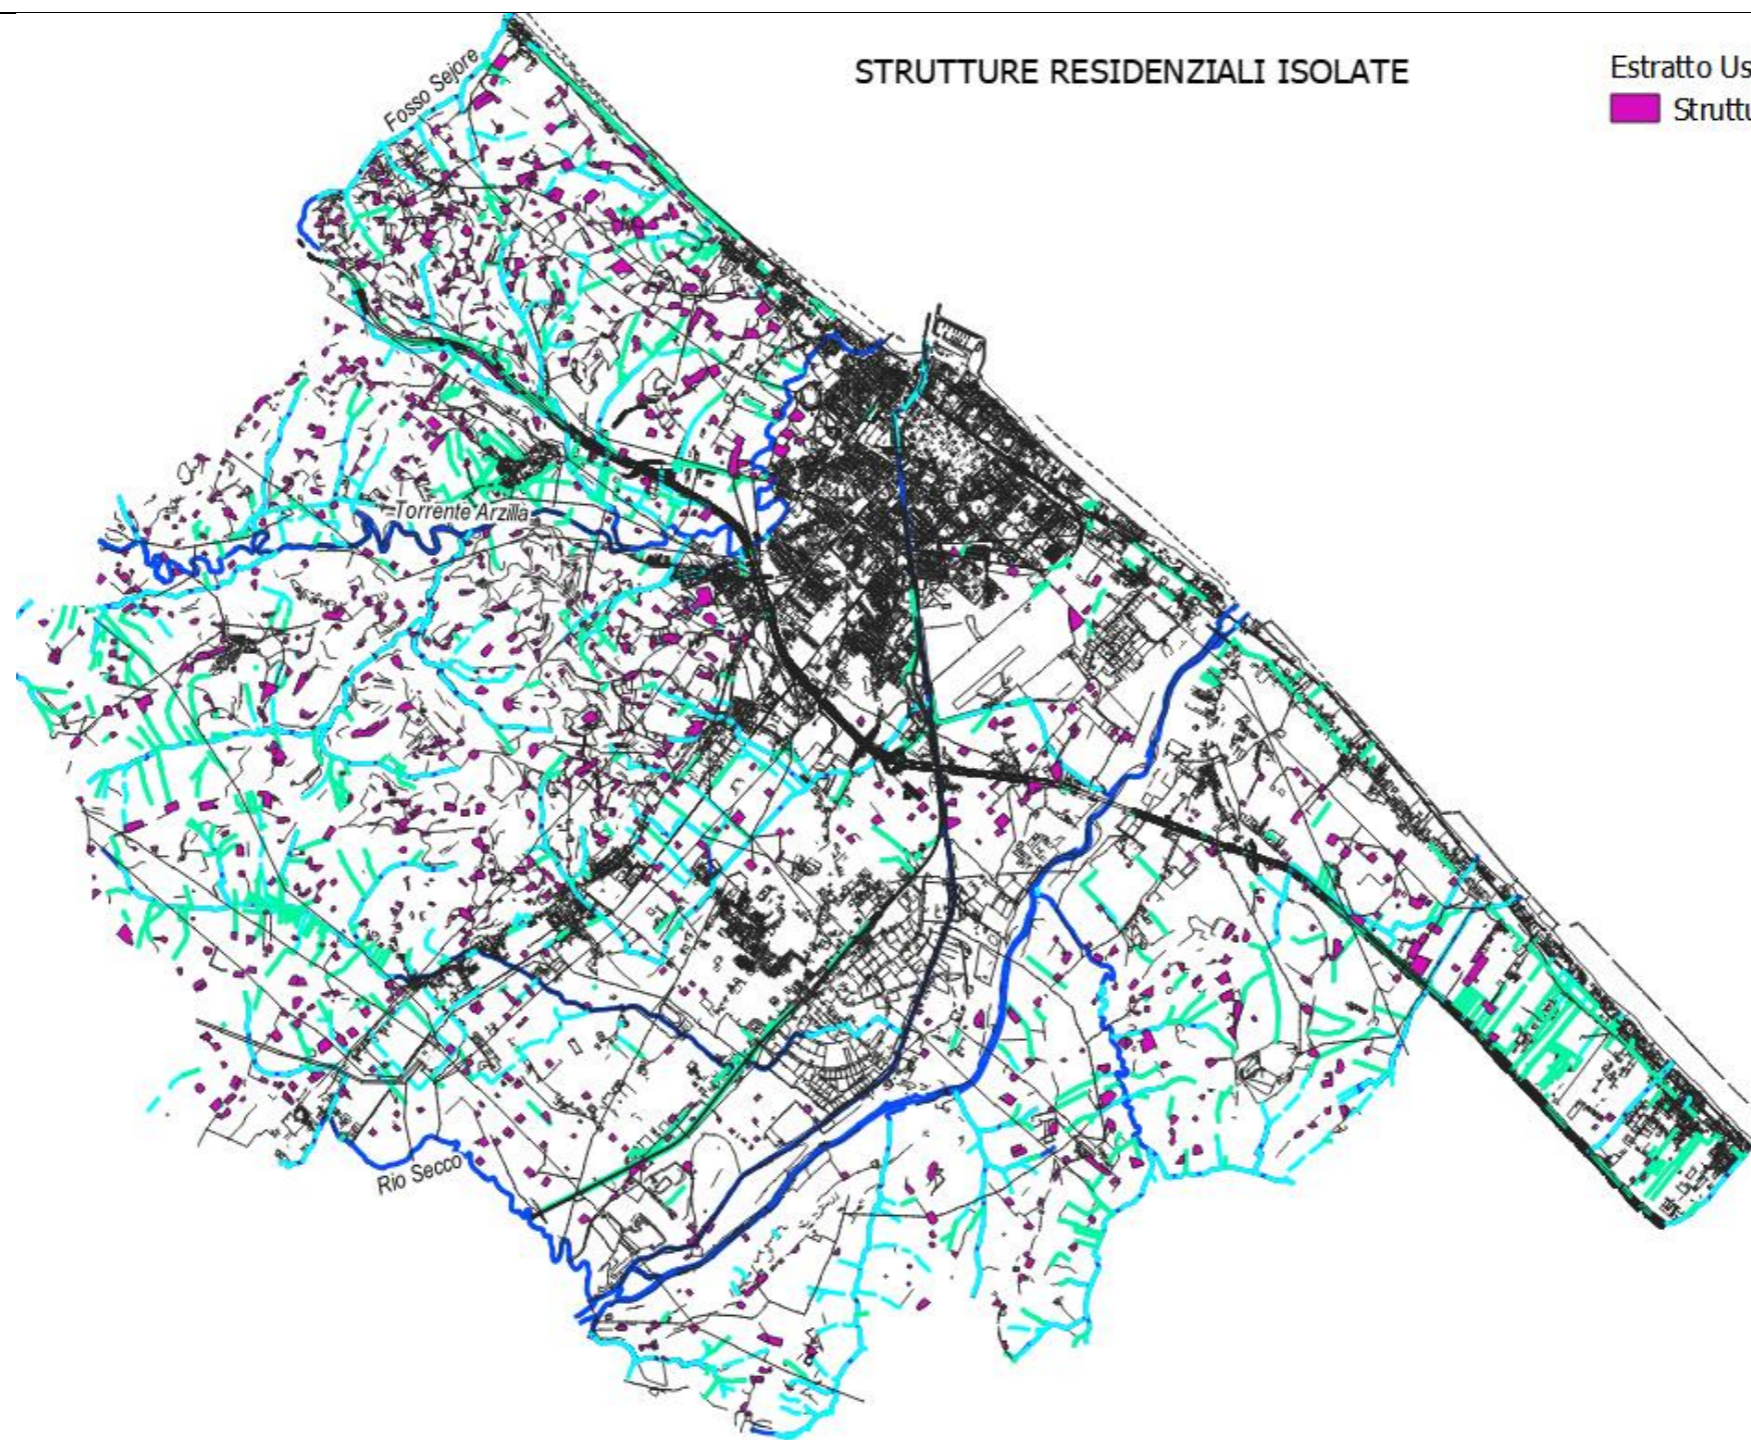 STRUTTURE RESIDENZIALI ISOLATE
Estratto Us
Struttu
Fosso Sejore
Torrente Arzilla
Rio Secco